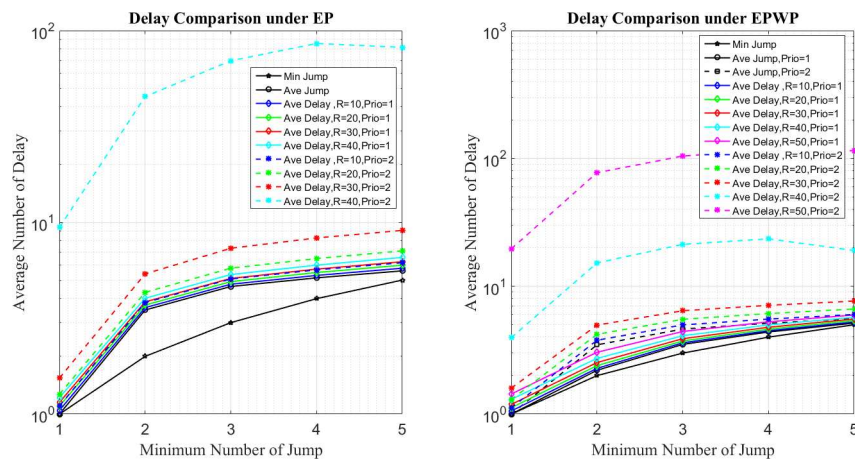 Delay Comparison under EP
Average Number of Delay
10^2
10^1
10^0
Min Jump
Ave Jump
Ave Delay ,R=10,Prio=1
Ave Delay,R=20,Prio=1
Ave Delay,R=30,Prio=1
Ave Delay,R=40,Prio=1
Ave Delay ,R=10,Prio=2
Ave Delay,R=20,Prio=2
Ave Delay,R=30,Prio=2
Ave Delay,R=40,Prio=2
1 2 3 4 5
Minimum Number of Jump
Delay Comparison under EPWP
Average Number of Delay
10^3
10^2
10^1
10^0
Min Jump
Ave Jump,Prio=1
Ave Jump,Prio=2
Ave Delay ,R=10,Prio=1
Ave Delay,R=20,Prio=1
Ave Delay,R=30,Prio=1
Ave Delay,R=40,Prio=1
Ave Delay,R=50,Prio=1
Ave Delay ,R=10,Prio=2
Ave Delay,R=20,Prio=2
Ave Delay,R=30,Prio=2
Ave Delay,R=40,Prio=2
Ave Delay,R=50,Prio=2
1 2 3 4 5
Minimum Number of Jump